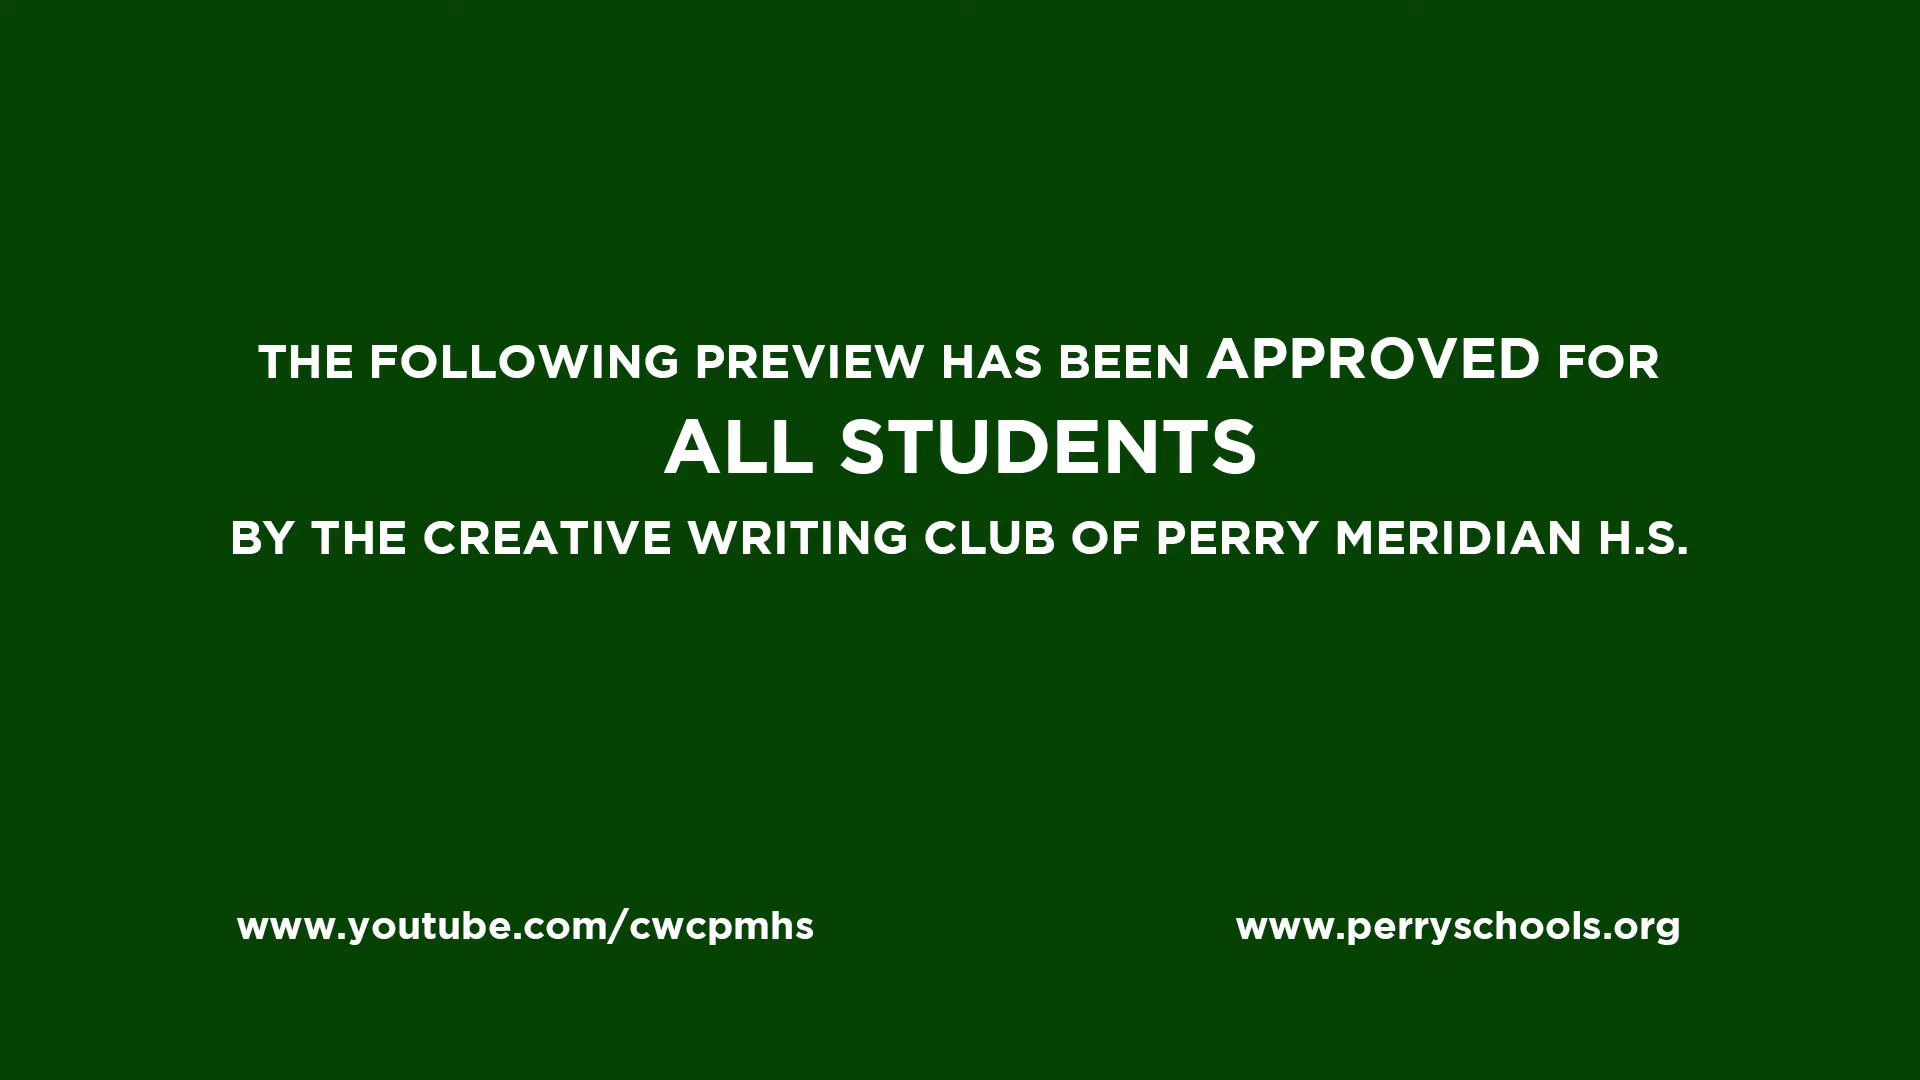 THE FOLLOWING PREVIEW HAS BEEN APPROVED FOR
ALL STUDENTS
BY THE CREATIVE WRITING CLUB OF PERRY MERIDIAN H.S.
www.youtube.com/cwcpmhs
www.perryschools.org